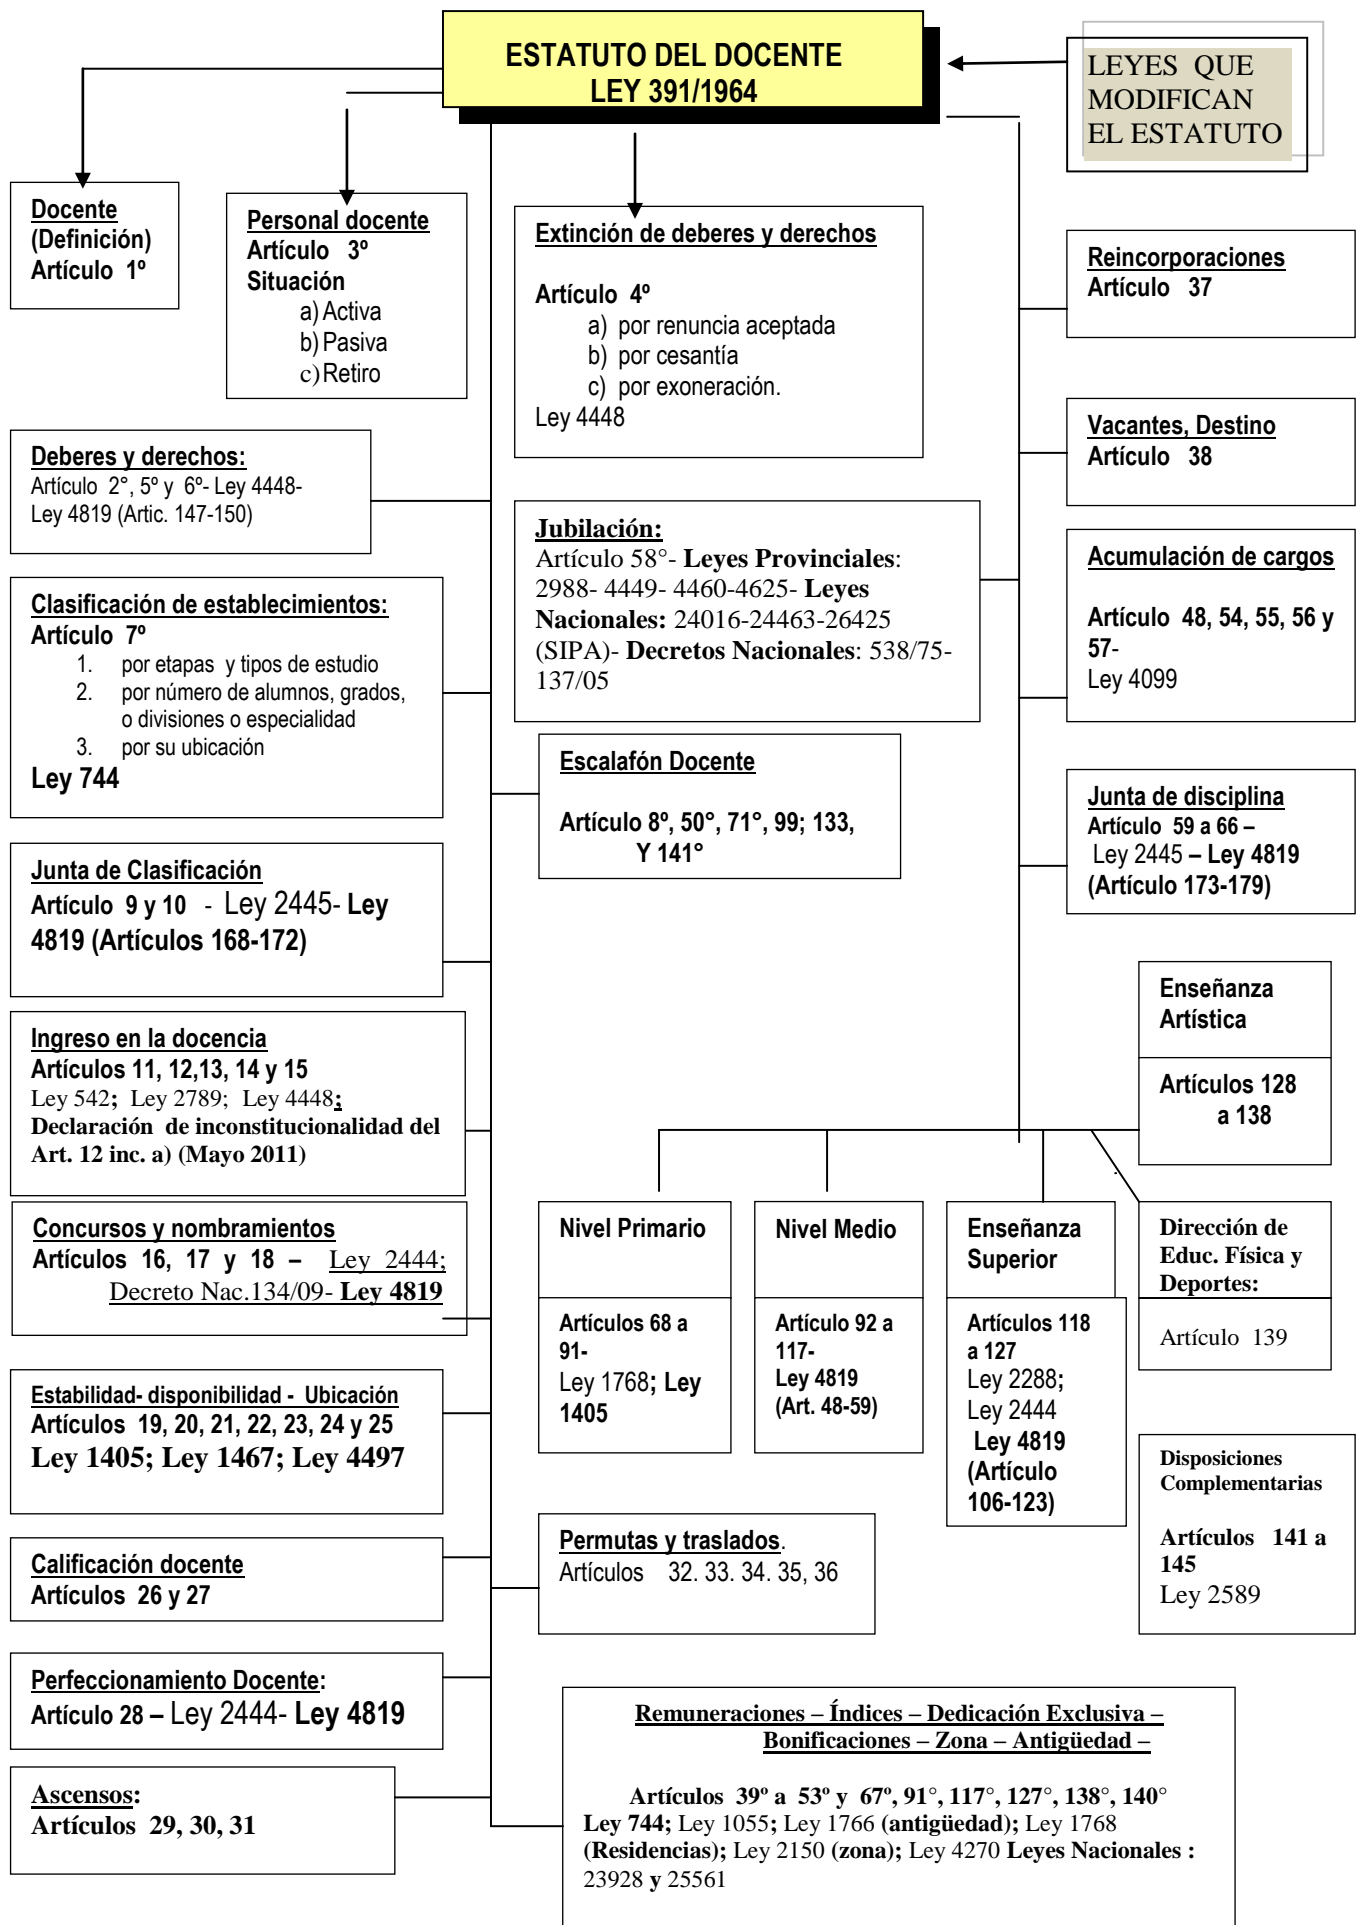 ESTATUTO DEL DOCENTE
LEY 391/1964
LEYES QUE
MODIFICAN
EL ESTATUTO
Docente
(Definición)
Artículo 1º
Personal docente
Artículo 3º
Situación
a) Activa
b) Pasiva
c) Retiro
Extinción de deberes y derechos
Artículo 4º
a) por renuncia aceptada
b) por cesantía
c) por exoneración.
Ley 4448
Reincorporaciones
Artículo 37
Vacantes, Destino
Artículo 38
Deberes y derechos:
Artículo 2°, 5º y 6º- Ley 4448-
Ley 4819 (Artic. 147-150)
Jubilación:
Artículo 58°- Leyes Provinciales:
2988- 4449- 4460-4625- Leyes
Nacionales: 24016-24463-26425
(SIPA)- Decretos Nacionales: 538/75-
137/05
Acumulación de cargos
Artículo 48, 54, 55, 56 y
57-
Ley 4099
Clasificación de establecimientos:
Artículo 7º
1. por etapas y tipos de estudio
2. por número de alumnos, grados,
o divisiones o especialidad
3. por su ubicación
Ley 744
Escalafón Docente
Artículo 8º, 50°, 71°, 99; 133,
Y 141°
Junta de disciplina
Artículo 59 a 66 –
Ley 2445 – Ley 4819
(Artículo 173-179)
Junta de Clasificación
Artículo 9 y 10 - Ley 2445- Ley
4819 (Artículos 168-172)
Enseñanza
Artística
Artículos 128
a 138
Ingreso en la docencia
Artículos 11, 12,13, 14 y 15
Ley 542; Ley 2789; Ley 4448;
Declaración de inconstitucionalidad del
Art. 12 inc. a) (Mayo 2011)
Concursos y nombramientos
Artículos 16, 17 y 18 – Ley 2444;
Decreto Nac.134/09- Ley 4819
Nivel Primario
Artículos 68 a
91-
Ley 1768; Ley
1405
Nivel Medio
Artículo 92 a
117-
Ley 4819
(Art. 48-59)
Enseñanza
Superior
Artículos 118
a 127
Ley 2288;
Ley 2444
Ley 4819
(Artículo
106-123)
Dirección de
Educ. Física y
Deportes:
Artículo 139
Estabilidad- disponibilidad - Ubicación
Artículos 19, 20, 21, 22, 23, 24 y 25
Ley 1405; Ley 1467; Ley 4497
Disposiciones
Complementarias
Artículos 141 a
145
Ley 2589
Calificación docente
Artículos 26 y 27
Permutas y traslados.
Artículos 32. 33. 34. 35, 36
Perfeccionamiento Docente:
Artículo 28 – Ley 2444- Ley 4819
Ascensos:
Artículos 29, 30, 31
Remuneraciones – Índices – Dedicación Exclusiva –
Bonificaciones – Zona – Antigüedad –
Artículos 39º a 53º y 67º, 91°, 117°, 127°, 138°, 140°
Ley 744; Ley 1055; Ley 1766 (antigüedad); Ley 1768
(Residencias); Ley 2150 (zona); Ley 4270 Leyes Nacionales :
23928 y 25561